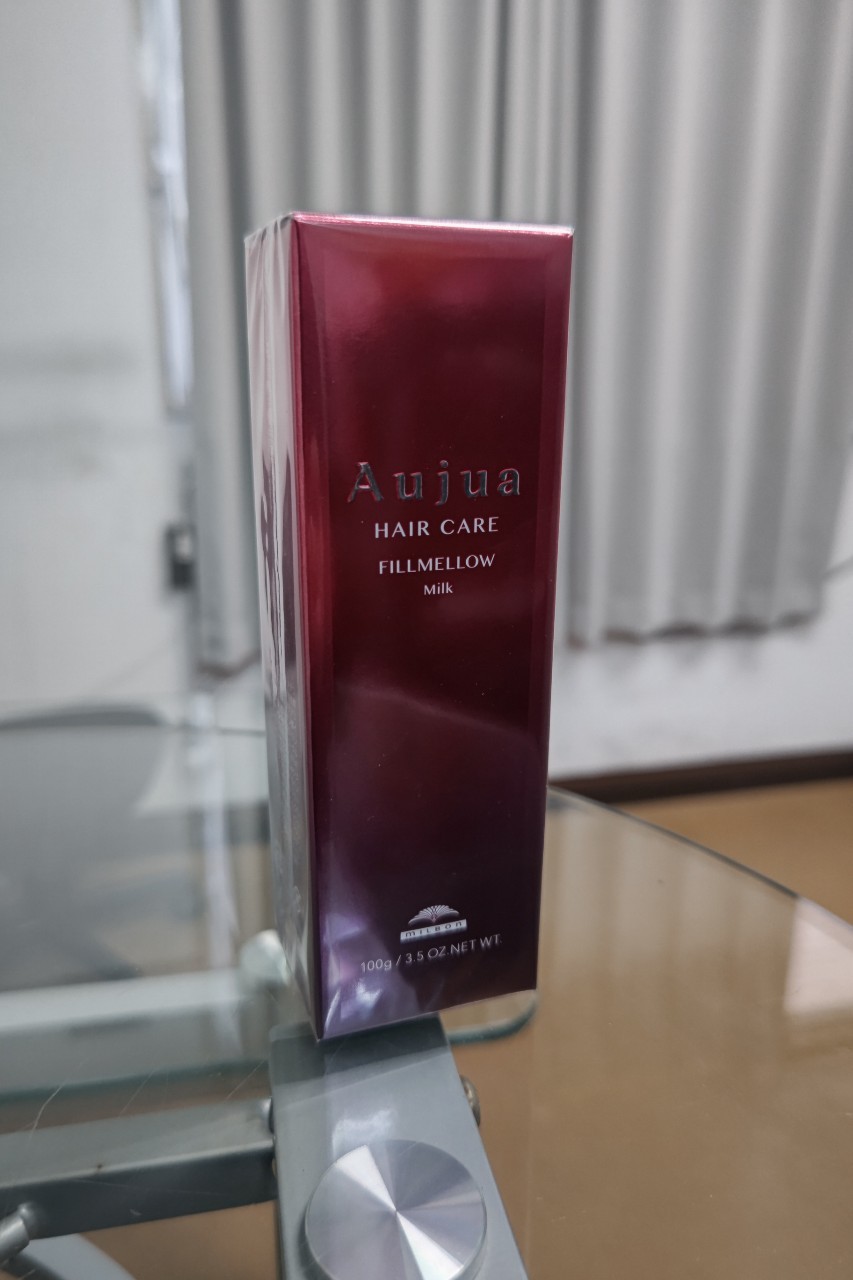 Aujua
HAIR CARE
FILLMELLOW
Milk
MILBON
100g / 3.5 OZ.NET WT.